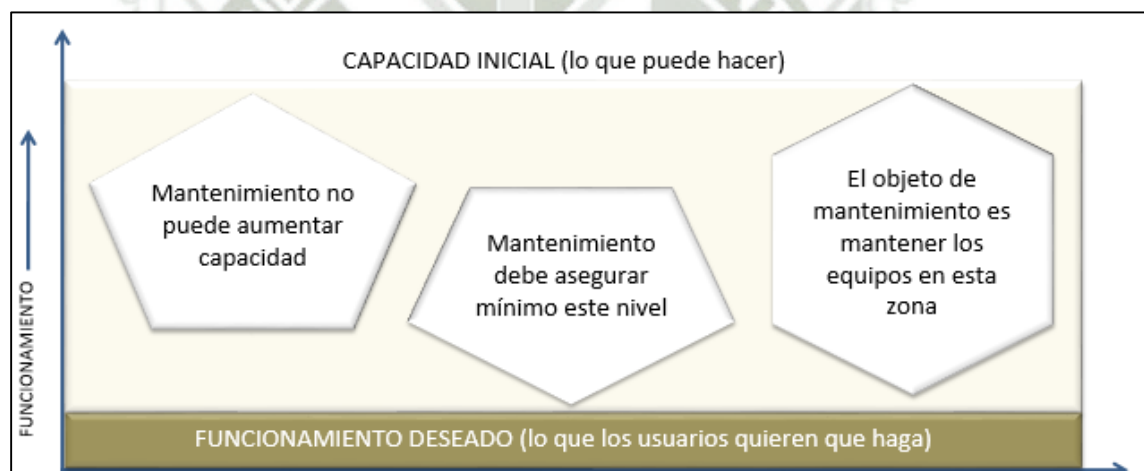 CAPACIDAD INICIAL (lo que puede hacer)
Mantenimiento no
puede aumentar
capacidad
Mantenimiento
debe asegurar
mínimo este nivel
El objeto de
mantenimiento es
mantener los
equipos en esta
zona
FUNCIONAMIENTO
FUNCIONAMIENTO DESEADO (lo que los usuarios quieren que haga)